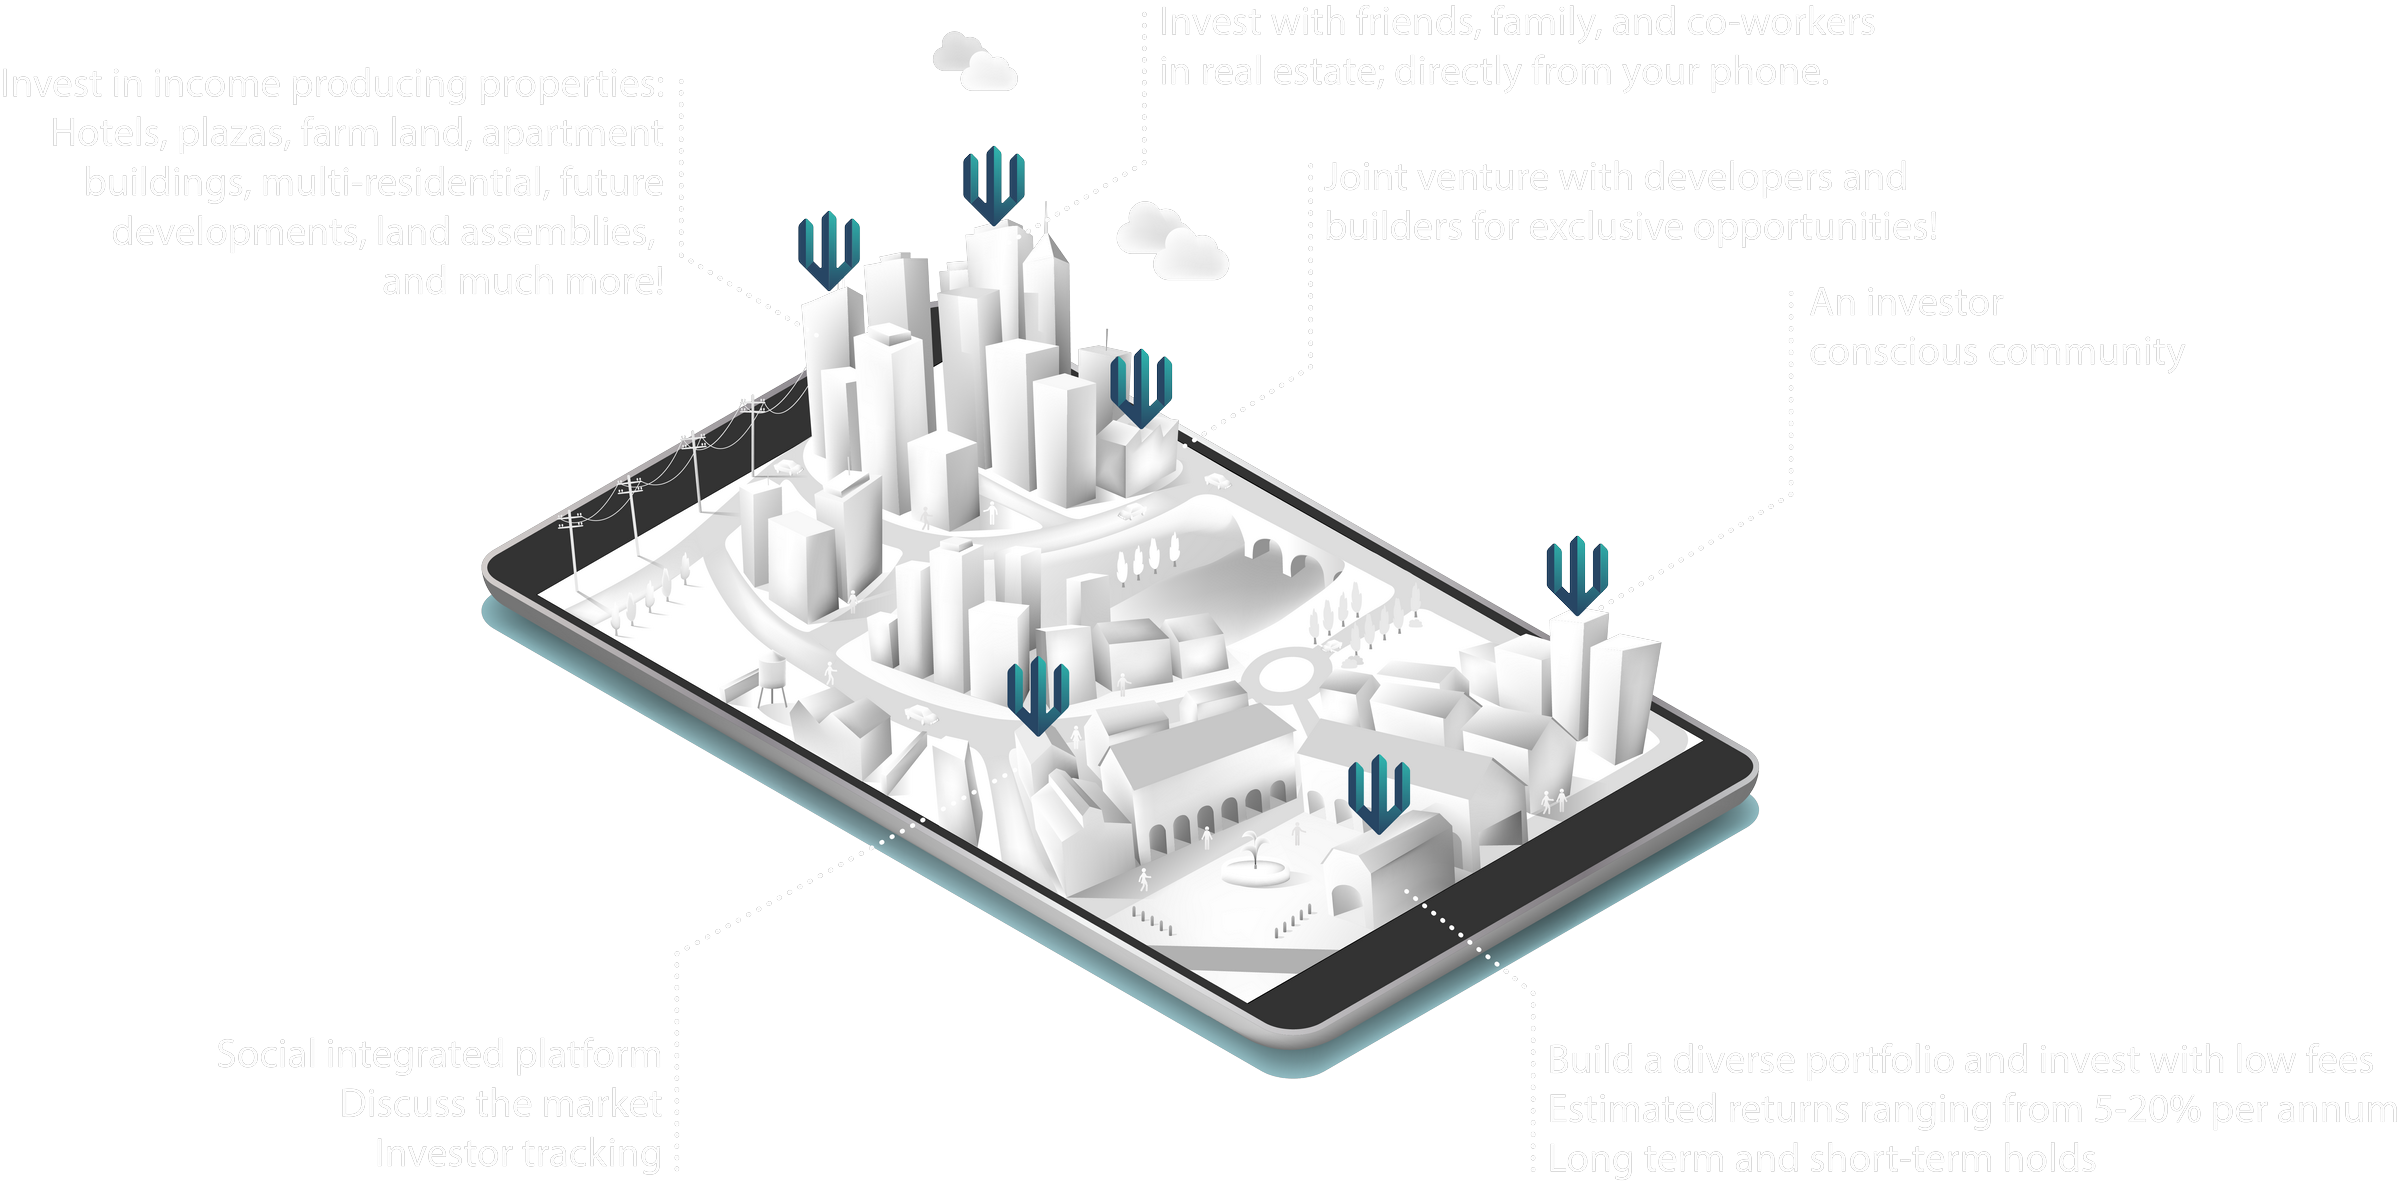 Invest with friends, family, and co-workers
in real estate; directly from your phone.
Invest in income producing properties:
Hotels, plazas, farm land, apartment
buildings, multi-residential, future
developments, land assemblies,
and much more!
Joint venture with developers and
builders for exclusive opportunities!
An investor
conscious community
Social integrated platform
Discuss the market
Investor tracking
Build a diverse portfolio and invest with low fees
Estimated returns ranging from 5-20% per annum
Long term and short-term holds